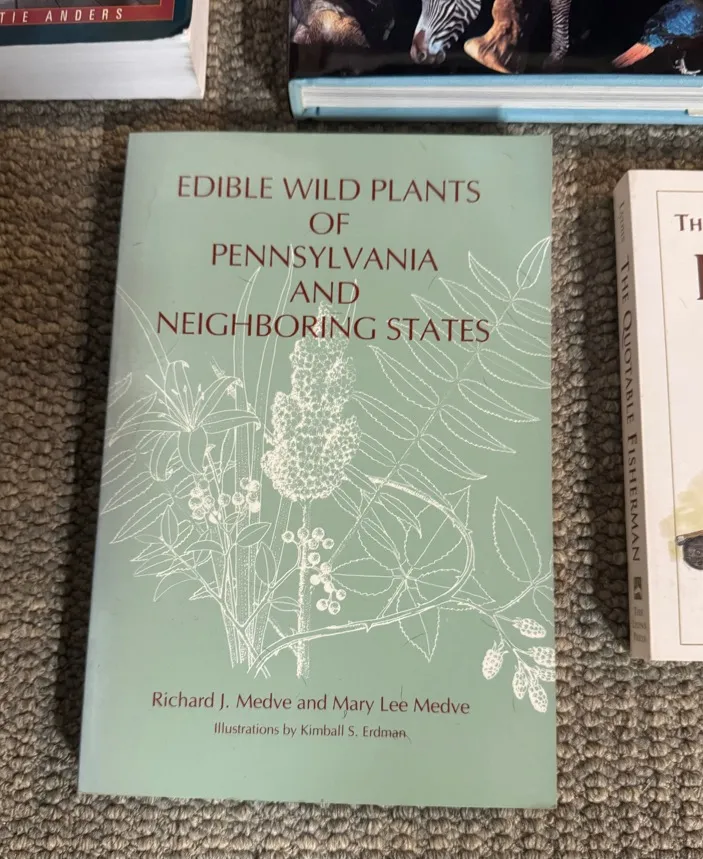 TIE ANDERS
EDIBLE WILD PLANTS
OF
PENNSYLVANIA
AND
NEIGHBORING STATES
Richard J. Medve and Mary Lee Medve
Illustrations by Kimball S. Erdman
THE QUOTABLE FISHERMAN
TH